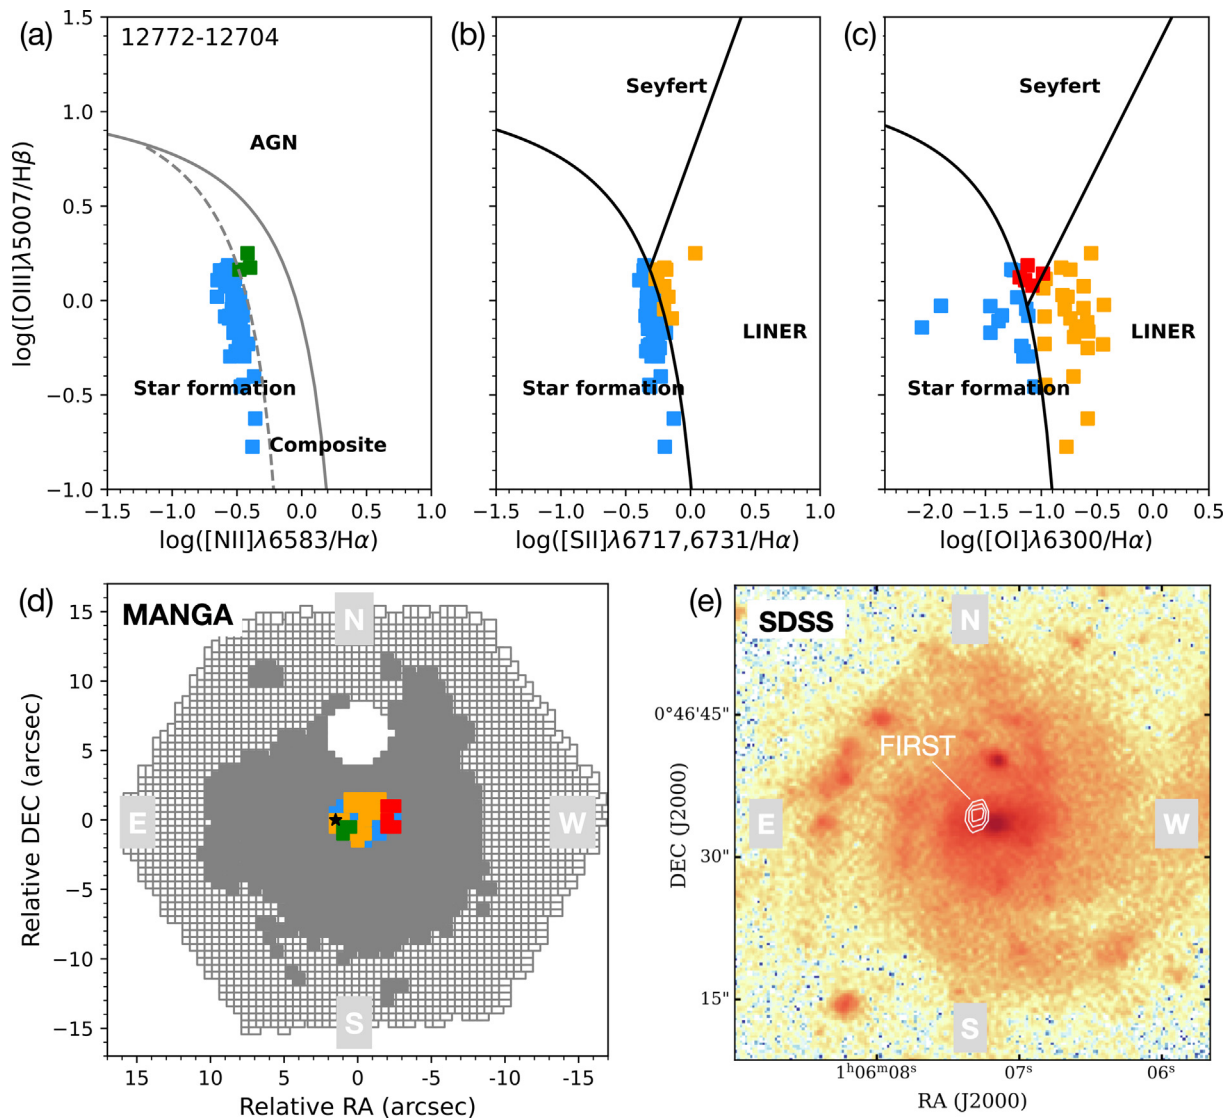 (a) 12772-12704
AGN
Star formation
Composite
1.5
1.0
0.5
0.0
−0.5
−1.0
log([OIII]λ5007/Hβ)
−1.5 −1.0 −0.5 0.0 0.5 1.0
log([NII]λ6583/Hα)
(b)
Seyfert
LINER
Star formation
−1.5 −1.0 −0.5 0.0 0.5 1.0
log([SII]λ6717,6731/Hα)
(c)
Seyfert
LINER
Star formation
−2.0 −1.5 −1.0 −0.5 0.0 0.5
log([OI]λ6300/Hα)
(d) MANGA
N
E
W
S
15
10
5
0
−5
−10
−15
Relative DEC (arcsec)
15 10 5 0 -5 -10 -15
Relative RA (arcsec)
(e) SDSS
N
FIRST
E
W
S
0°46'45"
30"
15"
DEC (J2000)
1ʰ06ᵐ08ˢ 07ˢ 06ˢ
RA (J2000)